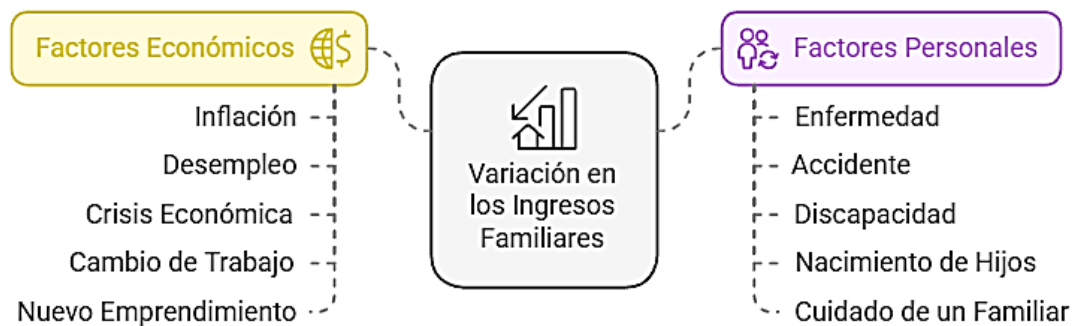 Factores Económicos
Inflación
Desempleo
Crisis Económica
Cambio de Trabajo
Nuevo Emprendimiento
Variación en
los Ingresos
Familiares
Factores Personales
Enfermedad
Accidente
Discapacidad
Nacimiento de Hijos
Cuidado de un Familiar